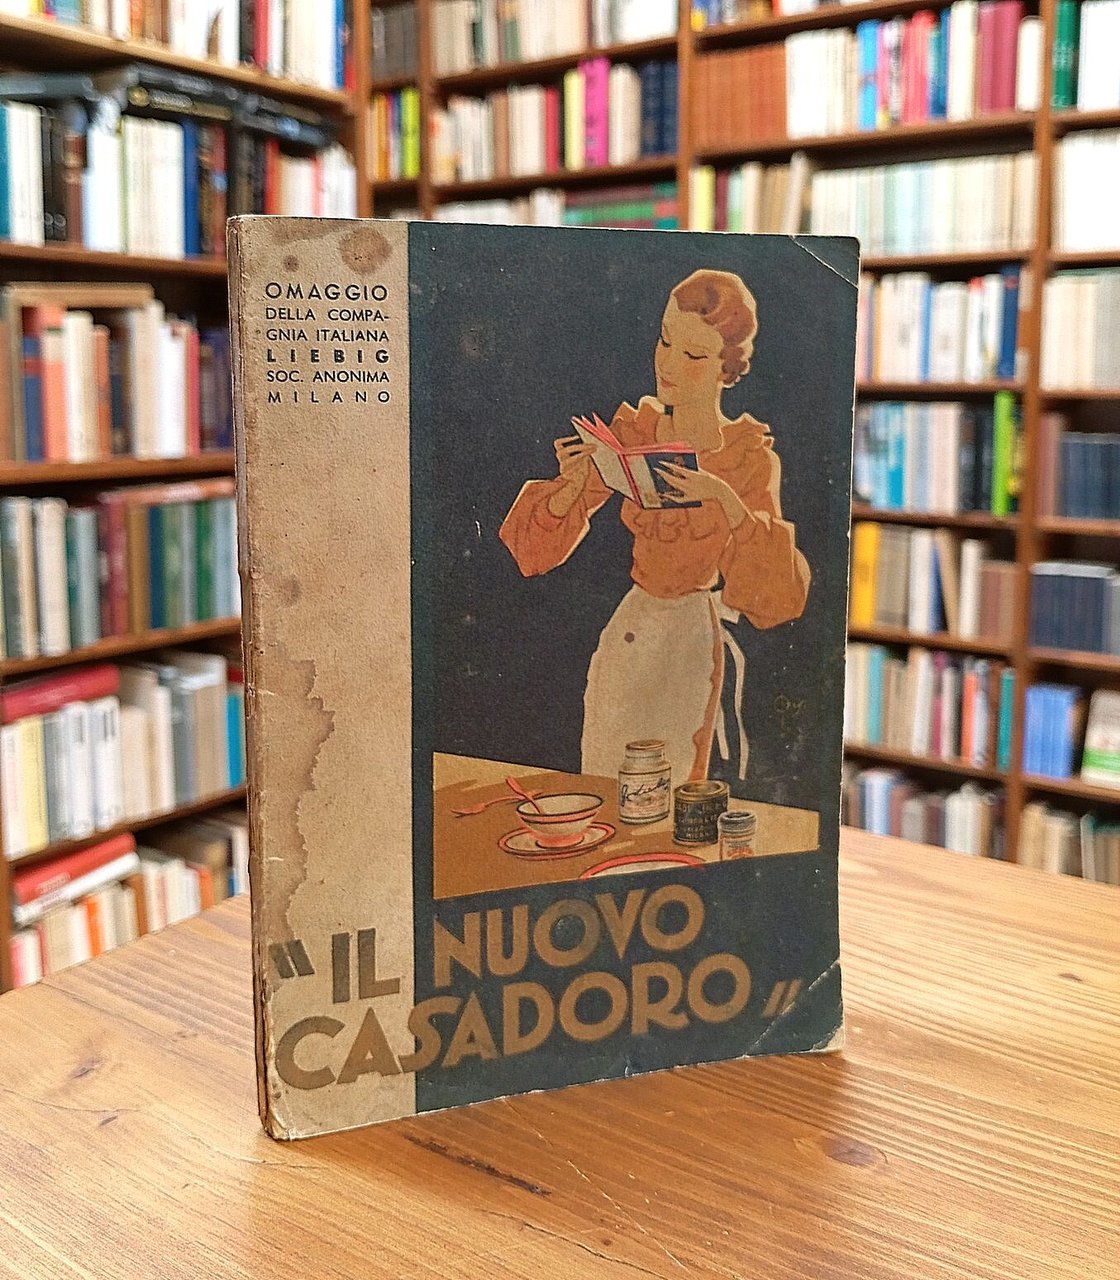 OMAGGIO
DELLA COMPA-
GNIA ITALIANA
LIEBIG
SOC. ANONIMA
MILANO
"IL NUOVO
CASADORO"